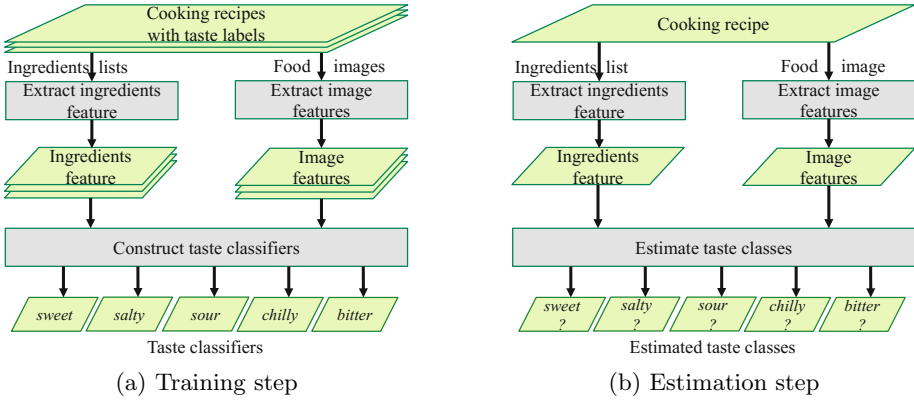 Cooking recipes
with taste labels
Ingredients lists
Food images
Extract ingredients
feature
Extract image
features
Ingredients
feature
Image
features
Construct taste classifiers
sweet
salty
sour
chilly
bitter
Taste classifiers
(a) Training step
Cooking recipe
Ingredients list
Food image
Extract ingredients
feature
Extract image
features
Ingredients
feature
Image
features
Estimate taste classes
sweet
?
salty
?
sour
?
chilly
?
bitter
?
Estimated taste classes
(b) Estimation step